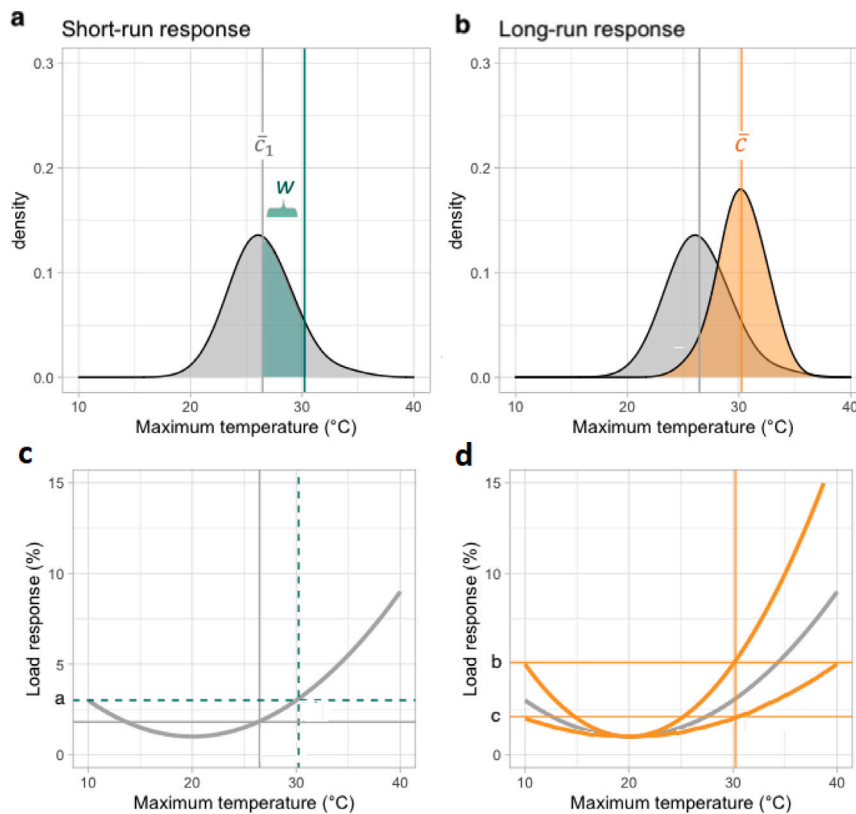 a
Short-run response
0.3
0.2
0.1
0.0
density
c̄₁
w
10
20
30
40
Maximum temperature (°C)
b
Long-run response
0.3
0.2
0.1
0.0
density
c̄
10
20
30
40
Maximum temperature (°C)
c
15
10
5
a
0
Load response (%)
10
20
30
40
Maximum temperature (°C)
d
15
10
b
5
c
0
Load response (%)
10
20
30
40
Maximum temperature (°C)